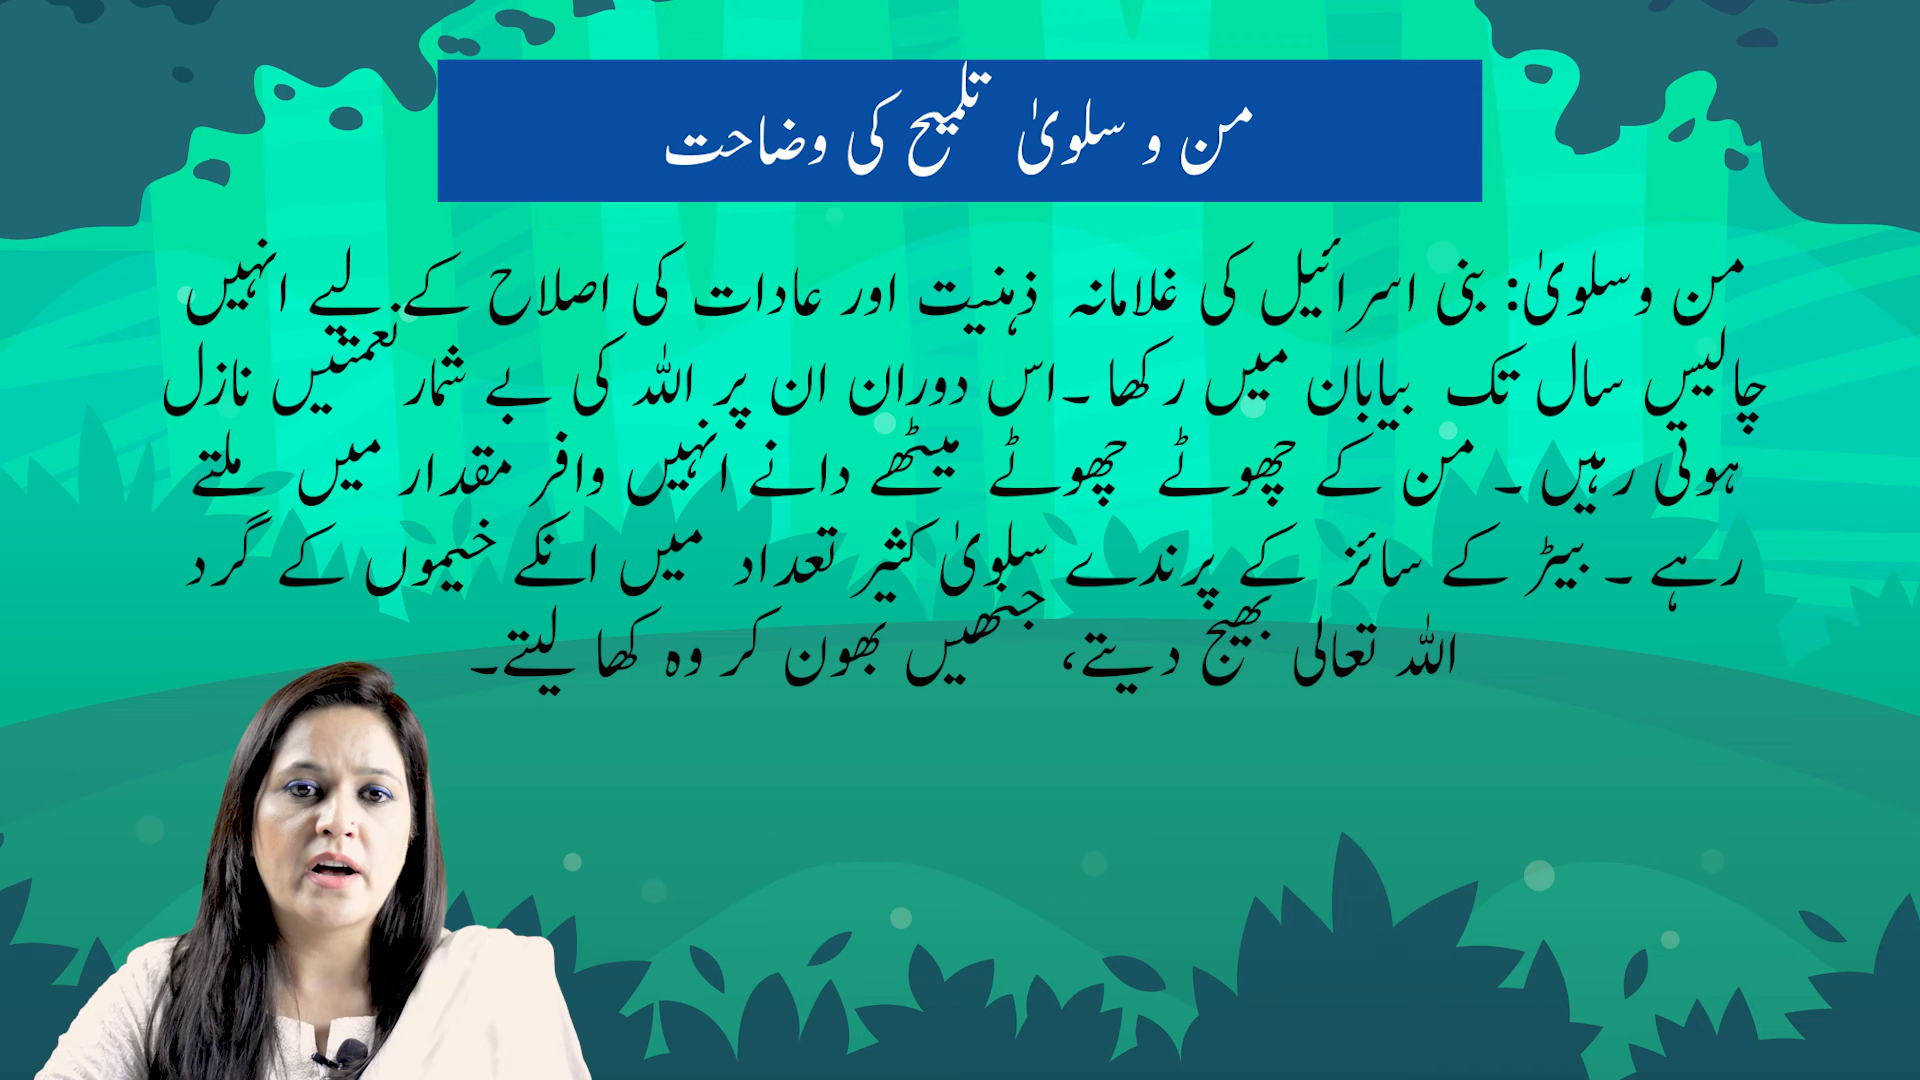 من و سلویٰ تلمیح کی وضاحت
من وسلویٰ: بنی اسرائیل کی غلامانہ ذہنیت اور عادات کی اصلاح کے لیے انہیں
چالیس سال تک بیابان میں رکھا ۔اس دوران ان پر اللہ کی بے شمار نعمتیں نازل
ہوتی رہیں ۔ من کے چھوٹے چھوٹے میٹھے دانے انہیں وافر مقدار میں ملتے
رہے ۔ بیڑ کے سائز کے پرندے سلویٰ کثیر تعداد میں انکے خیموں کے گرد
اللہ تعالی بھیج دیتے، جنھیں بھون کر وہ کھا لیتے۔